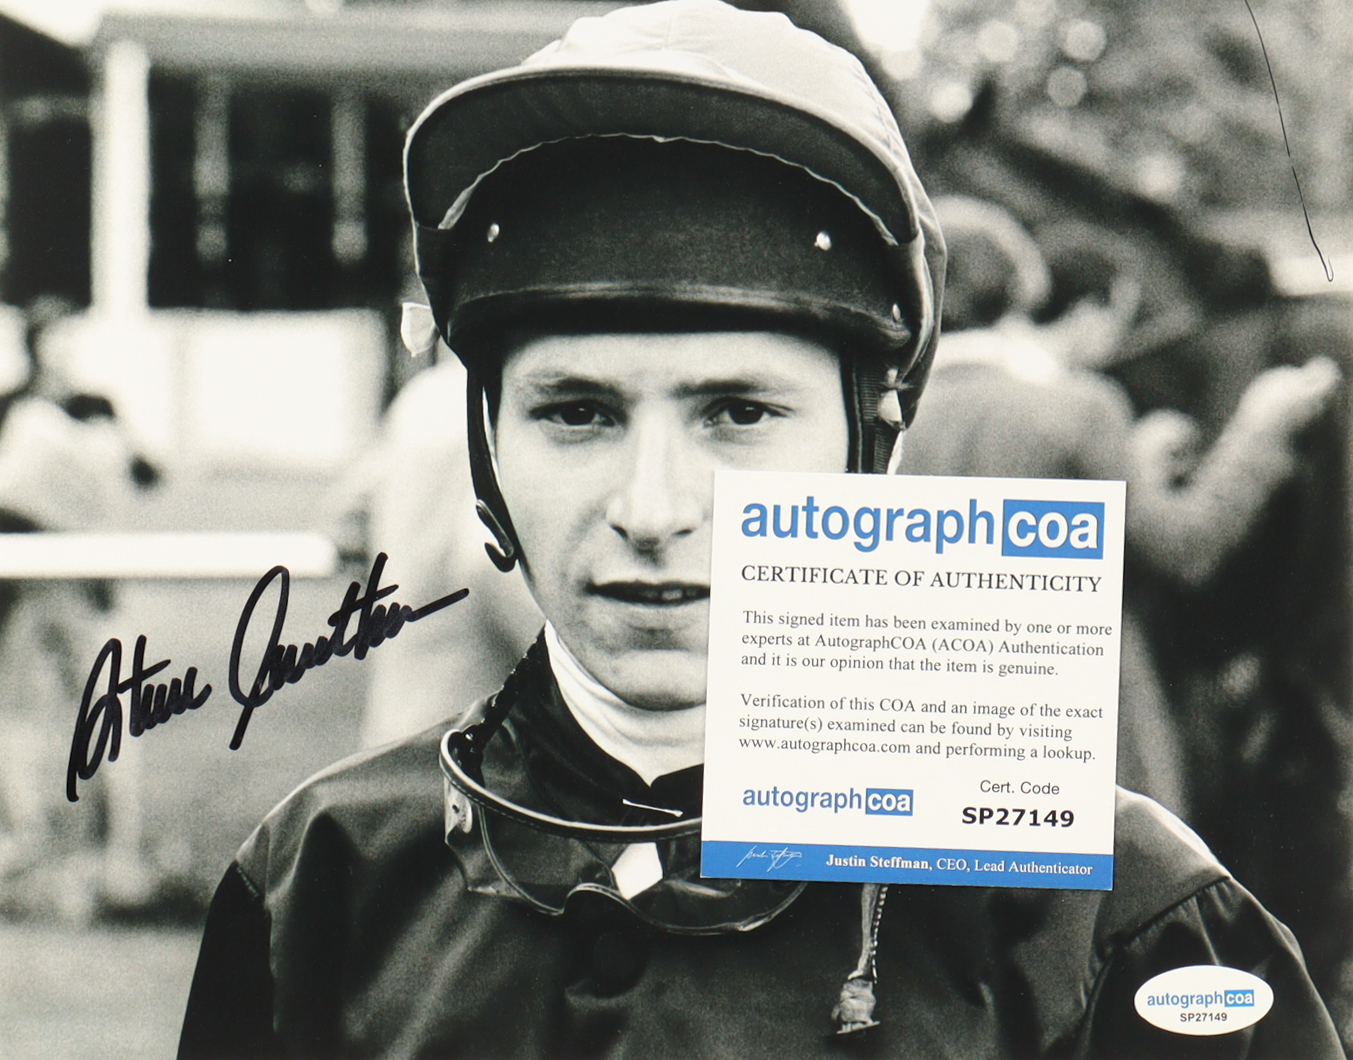 Steve Cauthen
autographcoa
CERTIFICATE OF AUTHENTICITY
This signed item has been examined by one or more
experts at AutographCOA (ACOA) Authentication
and it is our opinion that the item is genuine.
Verification of this COA and an image of the exact
signature(s) examined can be found by visiting
www.autographcoa.com and performing a lookup.
Cert. Code
autographcoa
SP27149
Justin Steffman, CEO, Lead Authenticator
autographcoa
SP27149